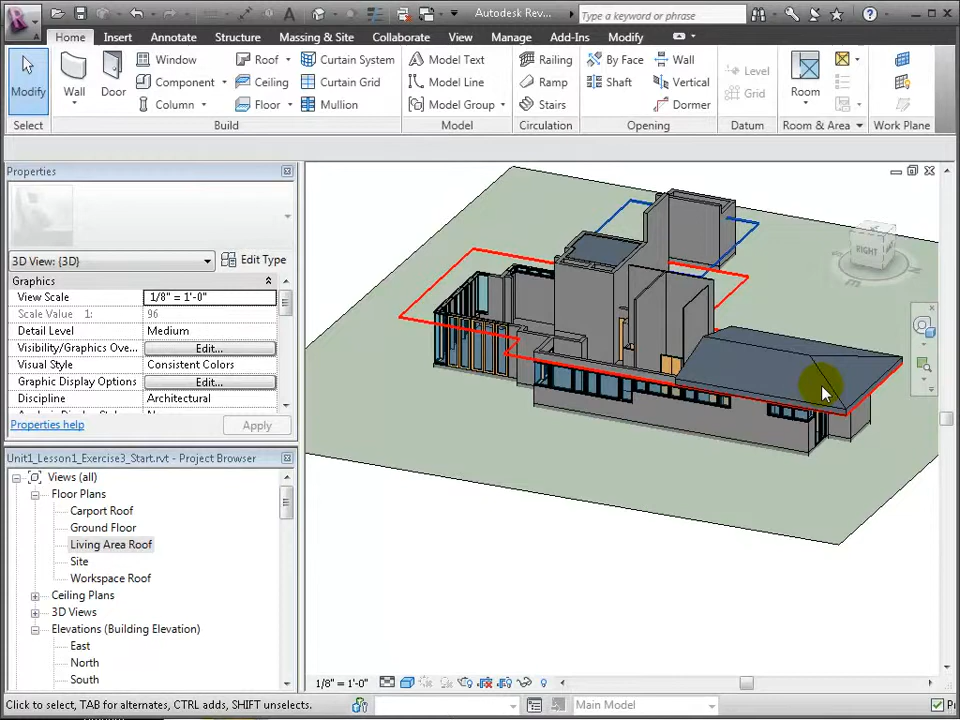 Autodesk Rev...
Type a keyword or phrase
Home Insert Annotate Structure Massing & Site Collaborate View Manage Add-Ins Modify
Modify Wall Door Window Roof Curtain System Model Text Railing By Face Wall Level Room
Component Ceiling Curtain Grid Model Line Ramp Shaft Vertical Grid
Column Floor Mullion Model Group Stairs Dormer
Select Build Model Circulation Opening Datum Room & Area Work Plane
Properties
3D View: {3D} Edit Type
Graphics
View Scale 1/8" = 1'-0"
Scale Value 1: 96
Detail Level Medium
Visibility/Graphics Ove... Edit...
Visual Style Consistent Colors
Graphic Display Options Edit...
Discipline Architectural
Properties help Apply
Unit1_Lesson1_Exercise3_Start.rvt - Project Browser
Views (all)
Floor Plans
Carport Roof
Ground Floor
Living Area Roof
Site
Workspace Roof
Ceiling Plans
3D Views
Elevations (Building Elevation)
East
North
South
RIGHT
1/8" = 1'-0"
Click to select, TAB for alternates, CTRL adds, SHIFT unselects.
Main Model